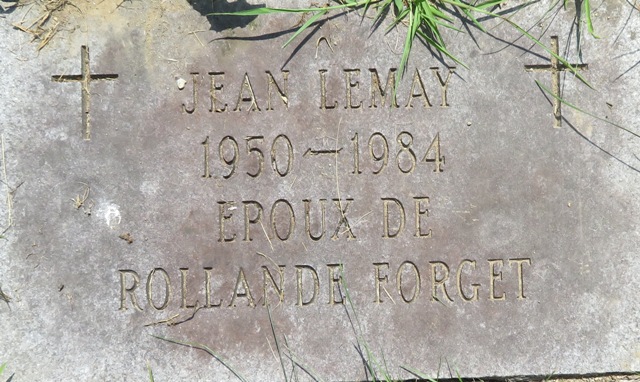 JEAN LEMAY
1950-1984
EPOUX DE
ROLLANDE FORGET